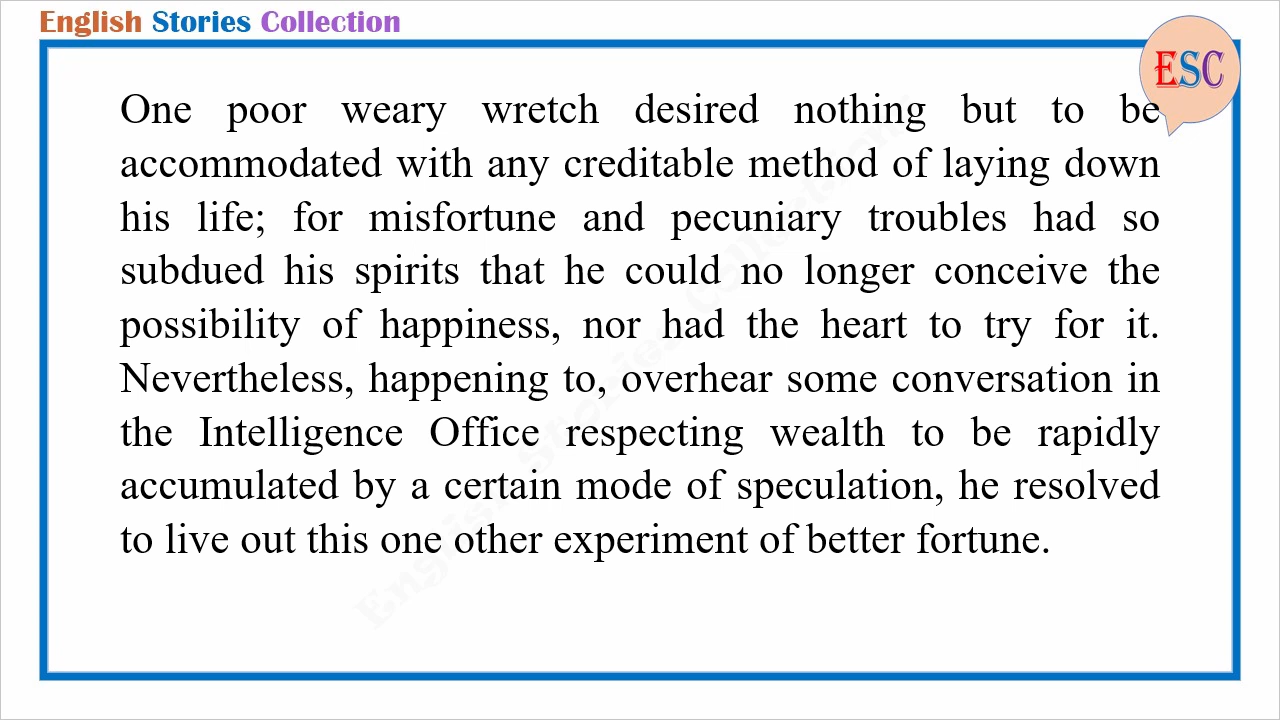 English Stories Collection
ESC
One poor weary wretch desired nothing but to be
accommodated with any creditable method of laying down
his life; for misfortune and pecuniary troubles had so
subdued his spirits that he could no longer conceive the
possibility of happiness, nor had the heart to try for it.
Nevertheless, happening to, overhear some conversation in
the Intelligence Office respecting wealth to be rapidly
accumulated by a certain mode of speculation, he resolved
to live out this one other experiment of better fortune.
English Stories Collection